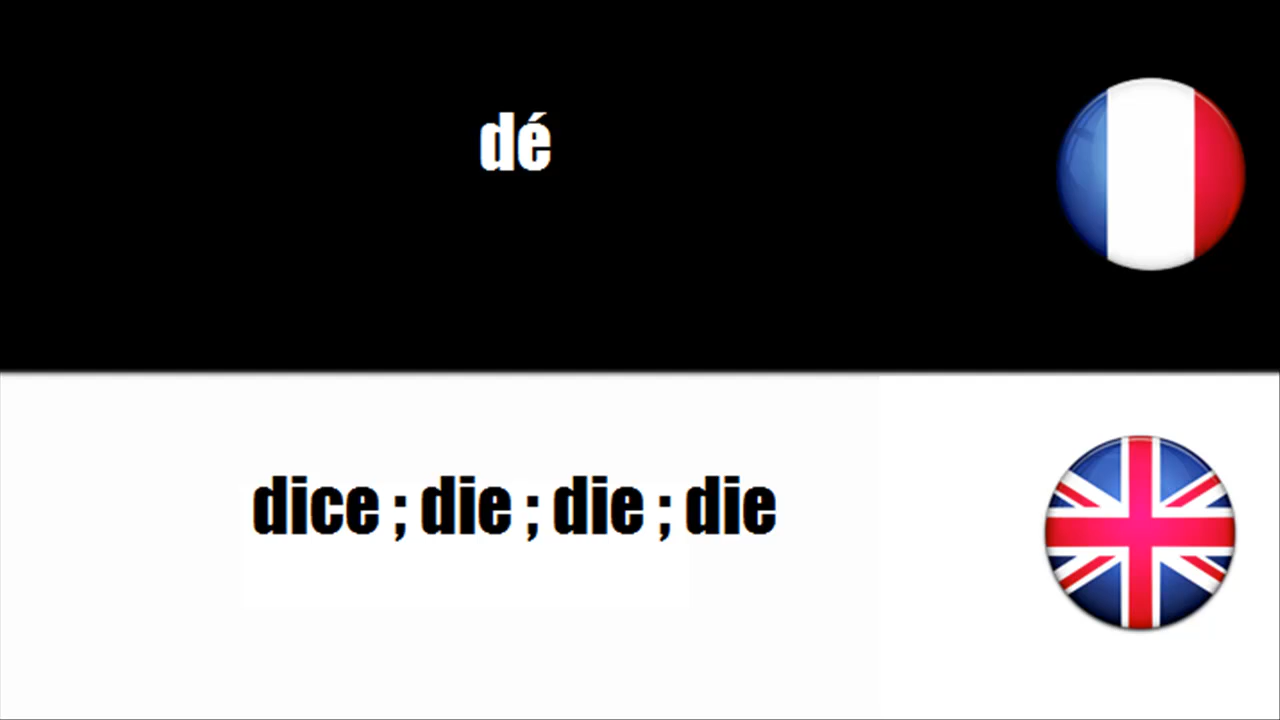 dé
dice ; die ; die ; die